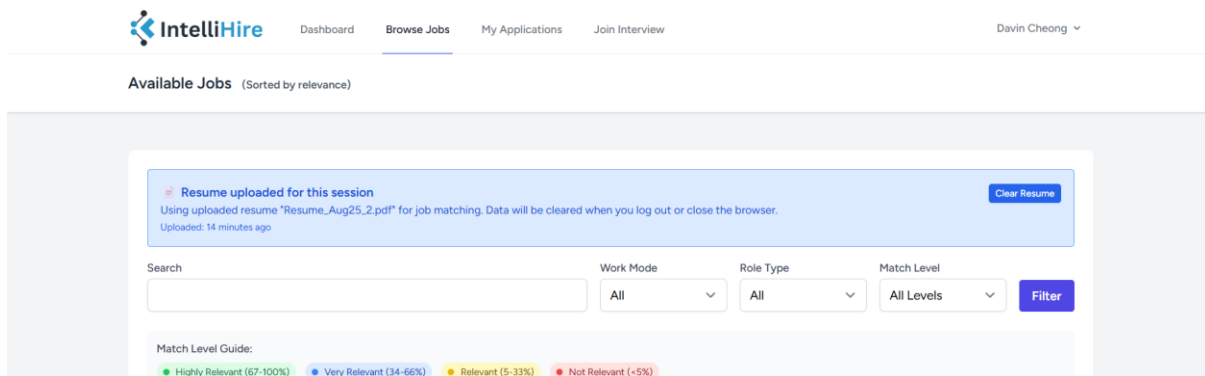 IntelliHire Dashboard Browse Jobs My Applications Join Interview Davin Cheong
Available Jobs (Sorted by relevance)
Resume uploaded for this session Clear Resume
Using uploaded resume "Resume_Aug25_2.pdf" for job matching. Data will be cleared when you log out or close the browser.
Uploaded: 14 minutes ago
Search Work Mode Role Type Match Level
All All All Levels Filter
Match Level Guide:
Highly Relevant (67-100%) Very Relevant (34-66%) Relevant (5-33%) Not Relevant (<5%)